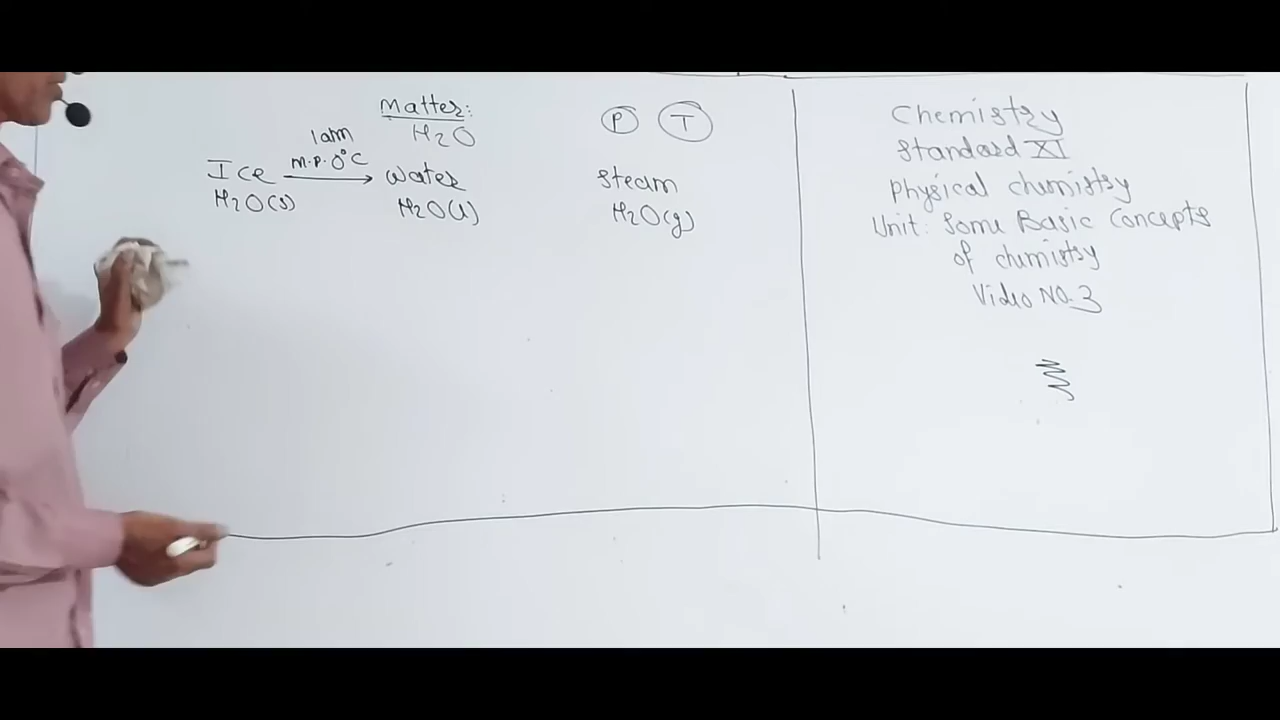 Matter:
H2O
P T
1am
m.p. 0°C
Ice → water steam
H2O(s) H2O(l) H2O(g)
Chemistry
Standard XI
Physical chemistry
Unit: Some Basic Concepts
of chemistry
Video NO. 3